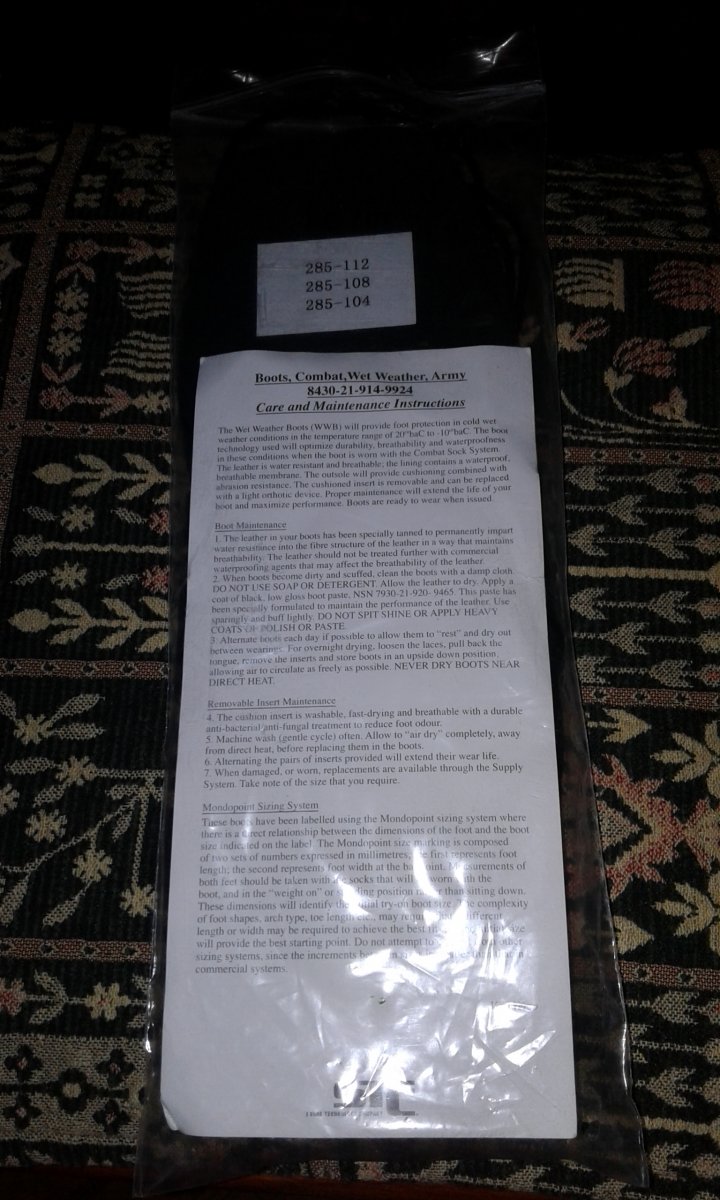 285-112
285-108
285-104
Boots, Combat,Wet Weather, Army
8430-21-914-9924
Care and Maintenance Instructions
The Wet Weather Boots (WWB) will provide foot protection in cold wet
weather conditions in the temperature range of 20°baC to -10°baC. The boot
technology used will optimize durability, breathability and waterproofness
in these conditions when the boot is worn with the Combat Sock System.
The leather is water resistant and breathable; the lining contains a waterproof,
breathable membrane. The outsole will provide cushioning combined with
abrasion resistance. The cushioned insert is removable and can be replaced
with a light orthotic device. Proper maintenance will extend the life of your
boot and maximize performance. Boots are ready to wear when issued.
Boot Maintenance
1. The leather in your boots has been specially tanned to permanently impart
water resistance into the fibre structure of the leather in a way that maintains
breathability. The leather should not be treated further with commercial
waterproofing agents that may affect the breathability of the leather.
2. When boots become dirty and scuffed, clean the boots with a damp cloth.
DO NOT USE SOAP OR DETERGENT. Allow the leather to dry. Apply a
coat of black, low gloss boot paste, NSN 7930-21-920- 9465. This paste has
been specially formulated to maintain the performance of the leather. Use
sparingly and buff lightly. DO NOT SPIT SHINE OR APPLY HEAVY
COATS OF POLISH OR PASTE.
3. Alternate boots each day if possible to allow them to "rest" and dry out
between wearings. For overnight drying, loosen the laces, pull back the
tongue, remove the inserts and store boots in an upside down position,
allowing air to circulate as freely as possible. NEVER DRY BOOTS NEAR
DIRECT HEAT.
Removable Insert Maintenance
4. The cushion insert is washable, fast-drying and breathable with a durable
anti-bacterial/anti-fungal treatment to reduce foot odour.
5. Machine wash (gentle cycle) often. Allow to "air dry" completely, away
from direct heat, before replacing them in the boots.
6. Alternating the pairs of inserts provided will extend their wear life.
7. When damaged, or worn, replacements are available through the Supply
System. Take note of the size that you require.
Mondopoint Sizing System
These boots have been labelled using the Mondopoint sizing system where
there is a direct relationship between the dimensions of the foot and the boot
size indicated on the label. The Mondopoint size marking is composed
of two sets of numbers expressed in millimetres, first represents foot
length; the second represents foot width at the Measurements of
both feet should be taken with the socks that will worn with the
boot, and in the "weight on" or position rather than sitting down.
These dimensions will identify the initial try-on boot size. complexity
of foot shapes, arch type, toe length may different
length or width may be required to achieve the best
will provide the best starting point. Do not attempt to
sizing systems, since the increments
commercial systems.